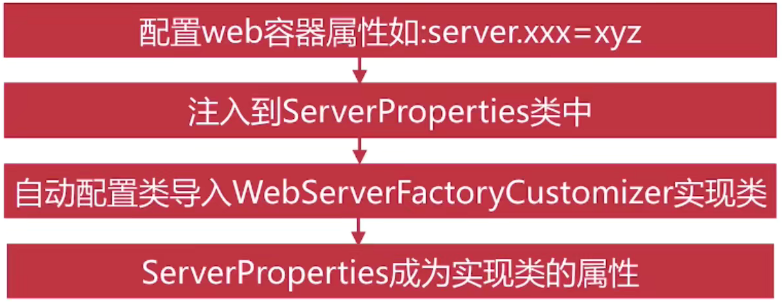 配置web容器属性如:server.xxx=xyz
注入到ServerProperties类中
自动配置类导入WebServerFactoryCustomizer实现类
ServerProperties成为实现类的属性